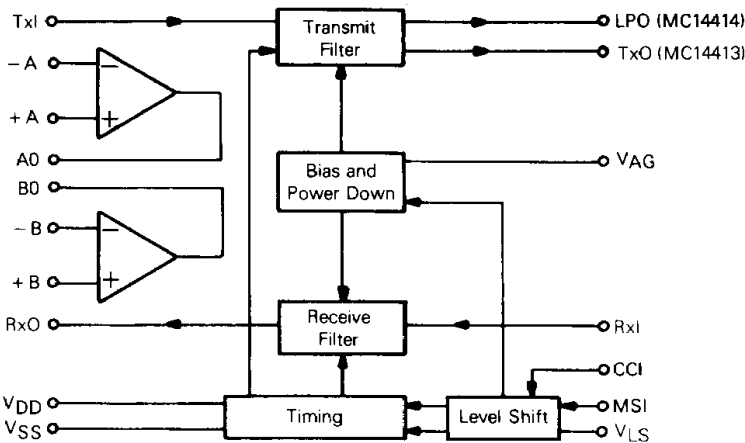 TxI
Transmit
Filter
LPO (MC14414)
TxO (MC14413)
–A
–
+A
+
A0
B0
Bias and
Power Down
VAG
–B
–
+B
+
RxO
Receive
Filter
RxI
CCI
VDD
Timing
Level Shift
MSI
VSS
VLS